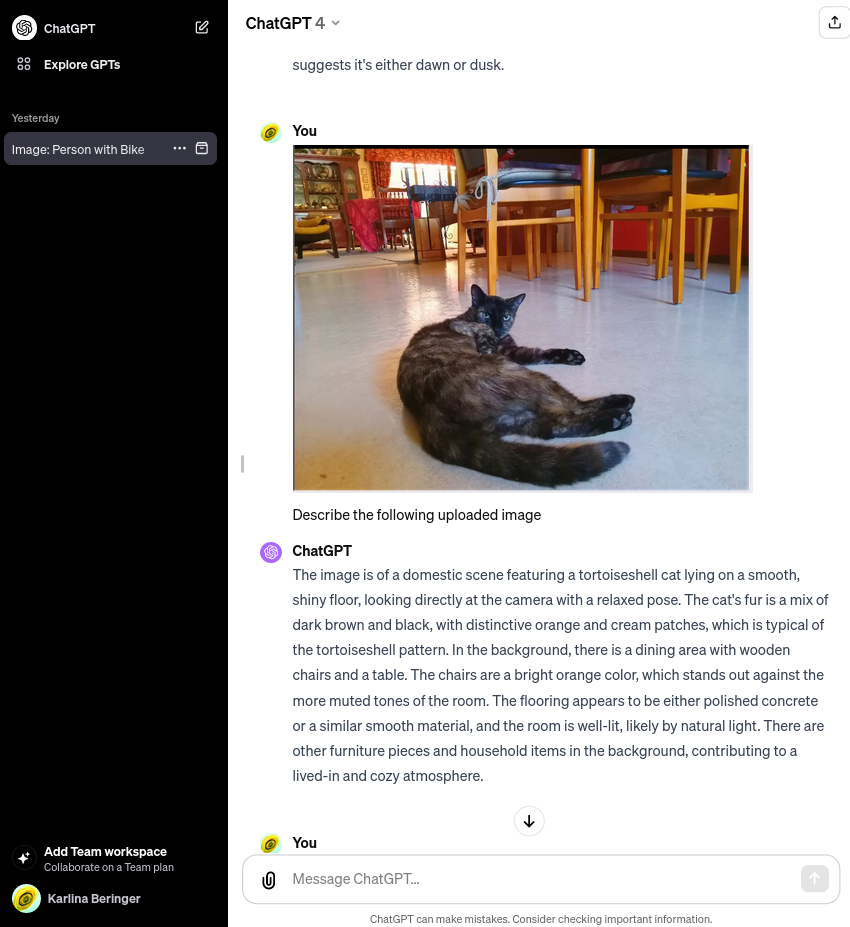 ChatGPT
Explore GPTs
Yesterday
Image: Person with Bike
Add Team workspace
Collaborate on a Team plan
Karlina Beringer
ChatGPT 4
suggests it's either dawn or dusk.
You
Describe the following uploaded image
ChatGPT
The image is of a domestic scene featuring a tortoiseshell cat lying on a smooth,
shiny floor, looking directly at the camera with a relaxed pose. The cat's fur is a mix of
dark brown and black, with distinctive orange and cream patches, which is typical of
the tortoiseshell pattern. In the background, there is a dining area with wooden
chairs and a table. The chairs are a bright orange color, which stands out against the
more muted tones of the room. The flooring appears to be either polished concrete
or a similar smooth material, and the room is well-lit, likely by natural light. There are
other furniture pieces and household items in the background, contributing to a
lived-in and cozy atmosphere.
You
Message ChatGPT...
ChatGPT can make mistakes. Consider checking important information.